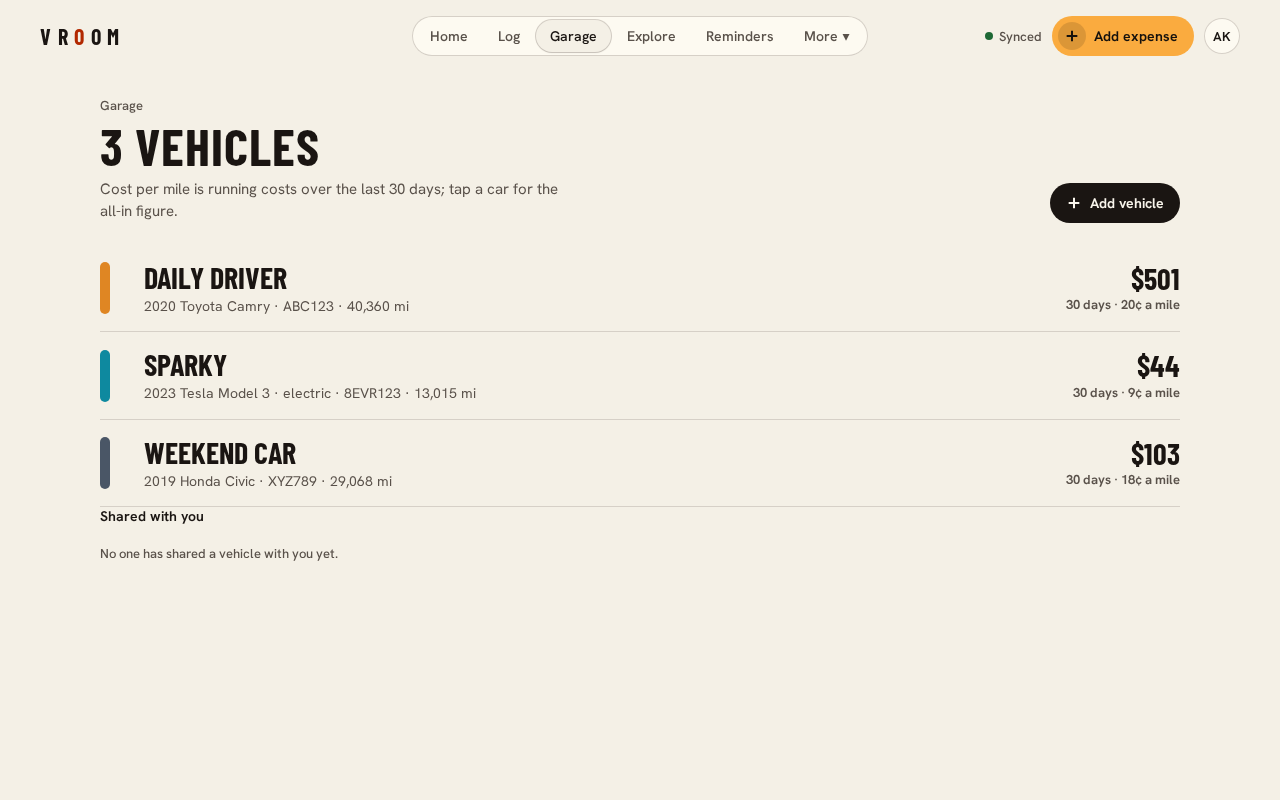 VROOM
Home
Log
Garage
Explore
Reminders
More ▾
Synced
+ Add expense
AK
Garage
3 VEHICLES
Cost per mile is running costs over the last 30 days; tap a car for the
all-in figure.
+ Add vehicle
DAILY DRIVER
$501
2020 Toyota Camry · ABC123 · 40,360 mi
30 days · 20¢ a mile
SPARKY
$44
2023 Tesla Model 3 · electric · 8EVR123 · 13,015 mi
30 days · 9¢ a mile
WEEKEND CAR
$103
2019 Honda Civic · XYZ789 · 29,068 mi
30 days · 18¢ a mile
Shared with you
No one has shared a vehicle with you yet.